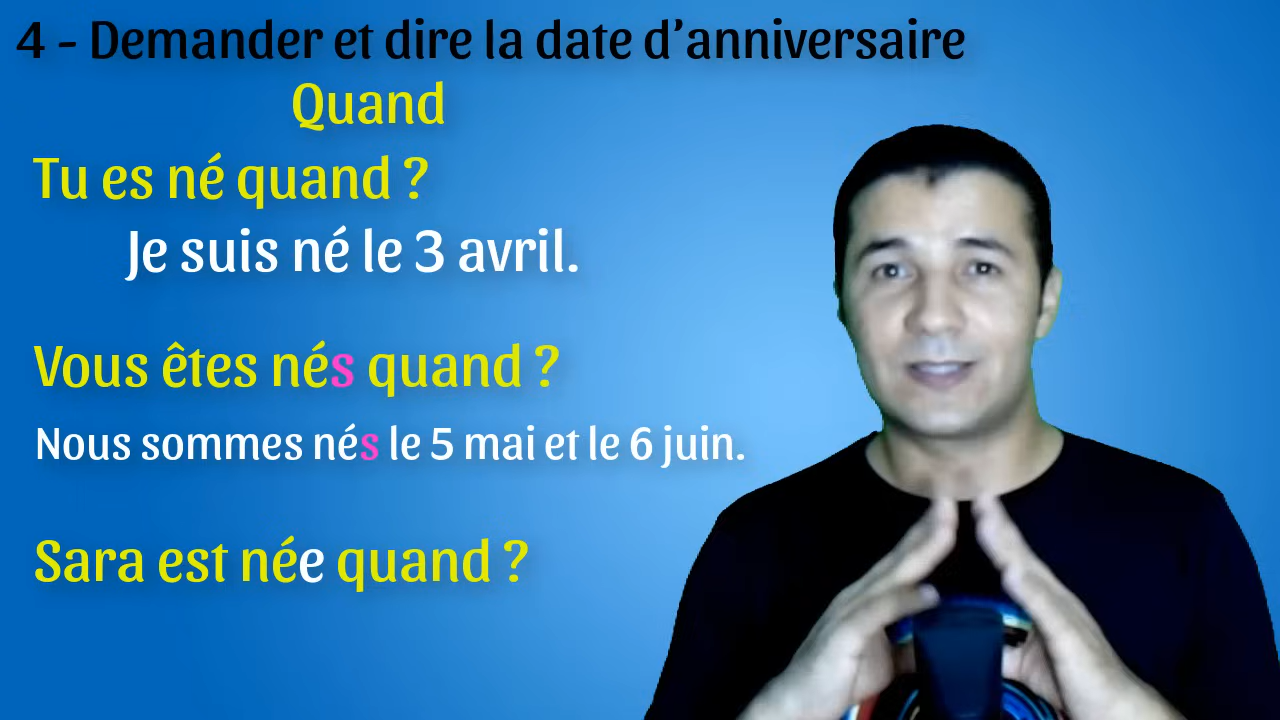 4 - Demander et dire la date d’anniversaire
Quand
Tu es né quand ?
Je suis né le 3 avril.
Vous êtes nés quand ?
Nous sommes nés le 5 mai et le 6 juin.
Sara est née quand ?